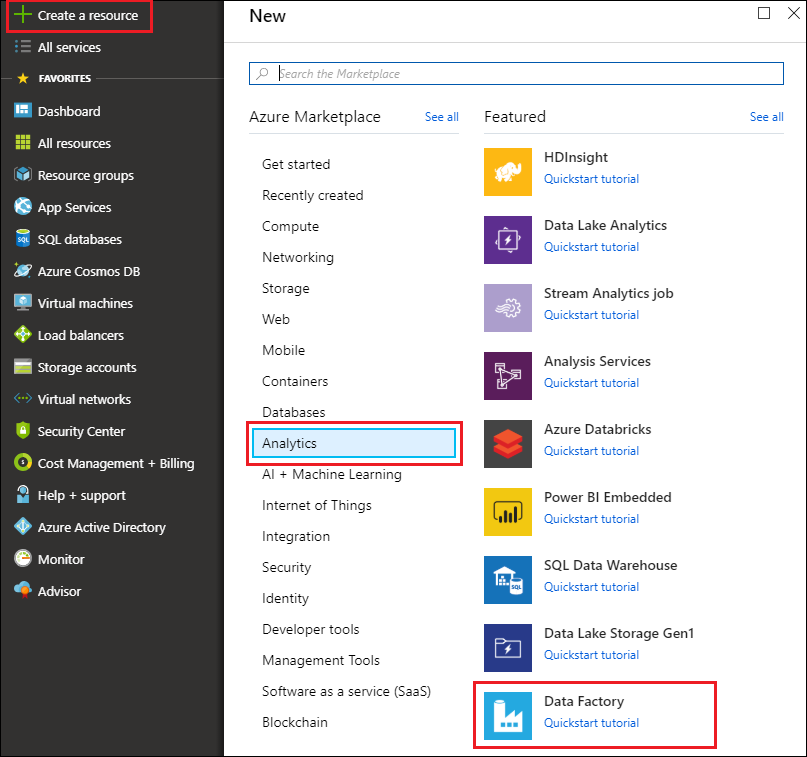 Create a resource
All services
FAVORITES
Dashboard
All resources
Resource groups
App Services
SQL databases
Azure Cosmos DB
Virtual machines
Load balancers
Storage accounts
Virtual networks
Security Center
Cost Management + Billing
Help + support
Azure Active Directory
Monitor
Advisor
New
Search the Marketplace
Azure Marketplace
See all
Get started
Recently created
Compute
Networking
Storage
Web
Mobile
Containers
Databases
Analytics
AI + Machine Learning
Internet of Things
Integration
Security
Identity
Developer tools
Management Tools
Software as a service (SaaS)
Blockchain
Featured
See all
HDInsight
Quickstart tutorial
Data Lake Analytics
Quickstart tutorial
Stream Analytics job
Quickstart tutorial
Analysis Services
Quickstart tutorial
Azure Databricks
Quickstart tutorial
Power BI Embedded
Quickstart tutorial
SQL Data Warehouse
Quickstart tutorial
Data Lake Storage Gen1
Quickstart tutorial
Data Factory
Quickstart tutorial